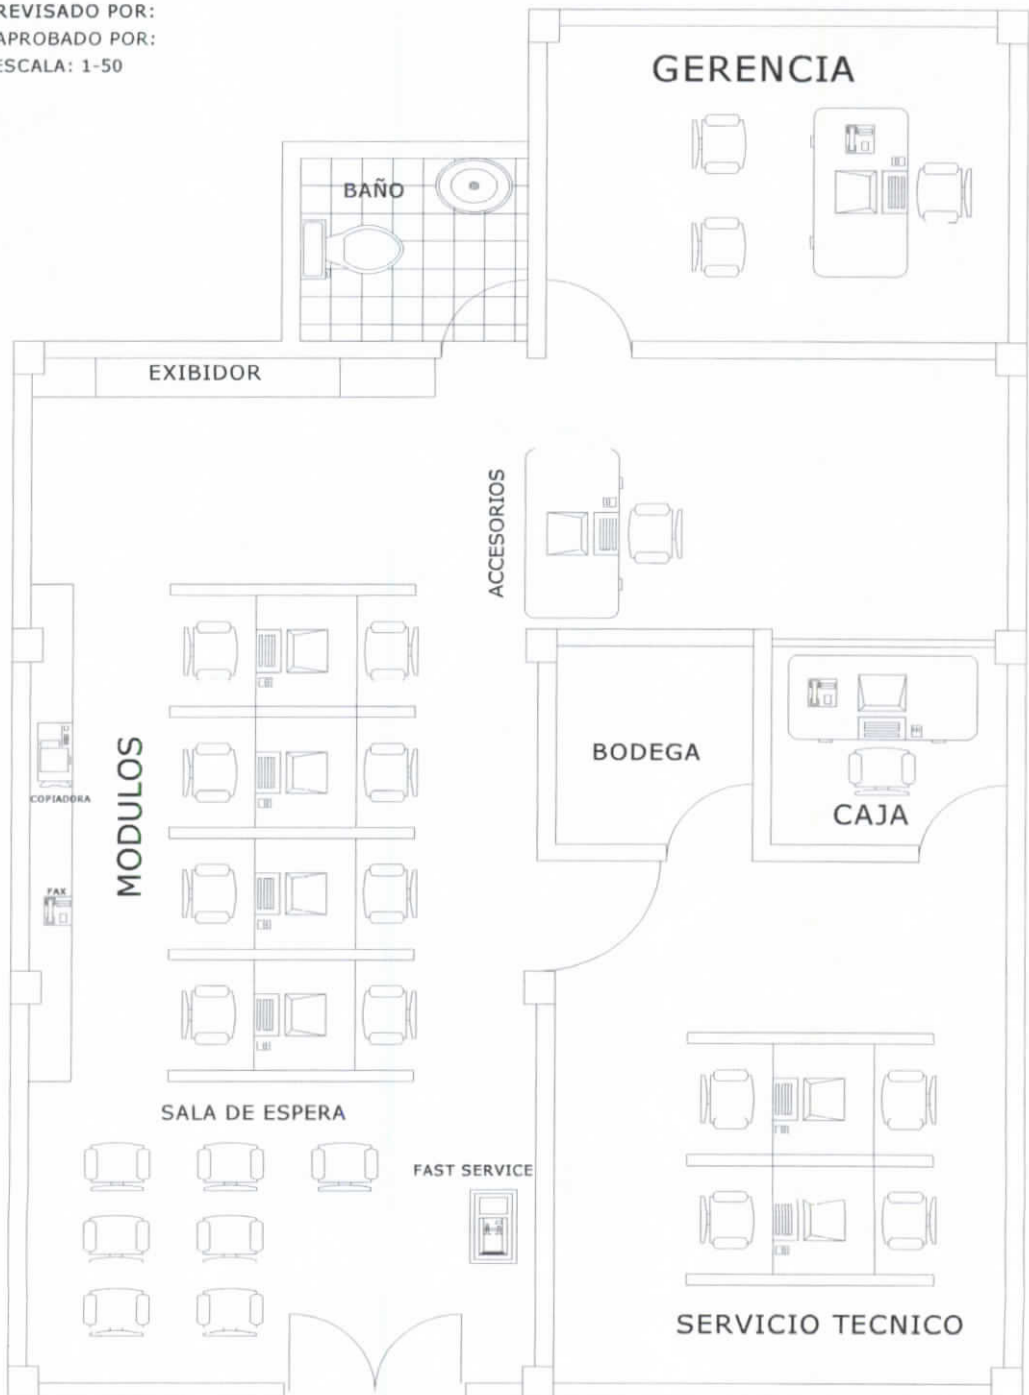 REVISADO POR:
APROBADO POR:
ESCALA: 1-50
GERENCIA
BAÑO
EXIBIDOR
ACCESORIOS
MODULOS
BODEGA
COPIADORA
CAJA
FAX
SALA DE ESPERA
FAST SERVICE
SERVICIO TECNICO